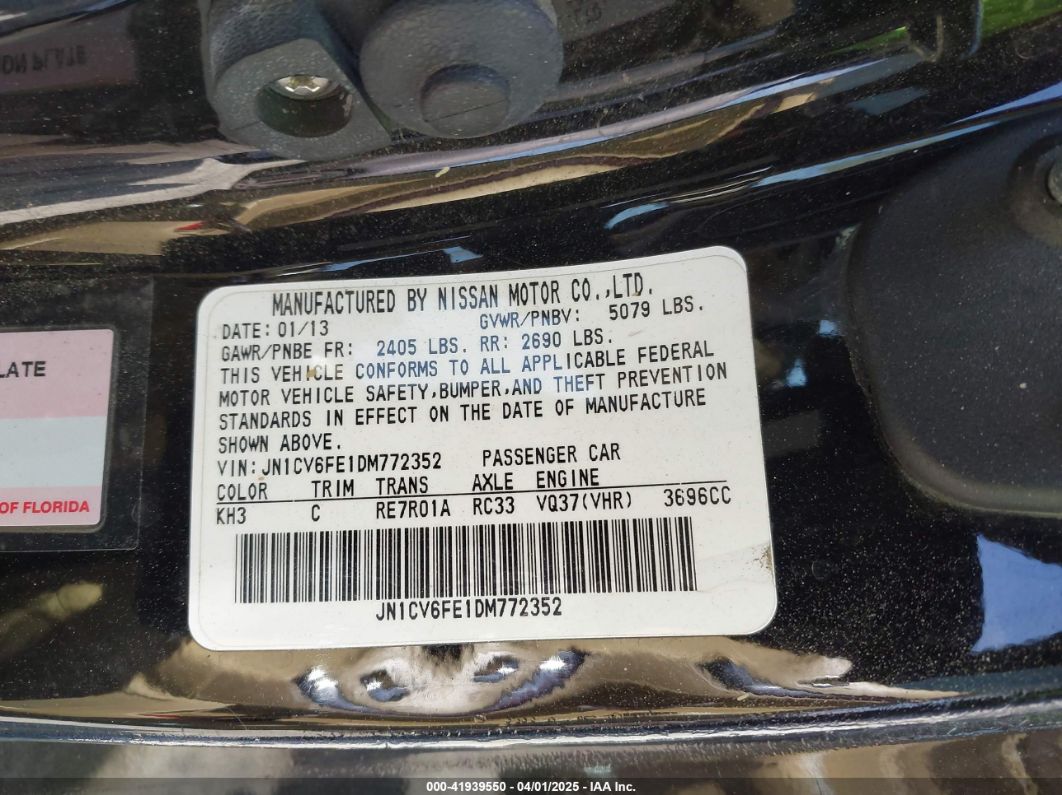 ION PLATE
MANUFACTURED BY NISSAN MOTOR CO.,LTD.
DATE: 01/13 GVWR/PNBV: 5079 LBS.
GAWR/PNBE FR: 2405 LBS. RR: 2690 LBS.
THIS VEHICLE CONFORMS TO ALL APPLICABLE FEDERAL
MOTOR VEHICLE SAFETY,BUMPER,AND THEFT PREVENTION
STANDARDS IN EFFECT ON THE DATE OF MANUFACTURE
SHOWN ABOVE.
VIN:JN1CV6FE1DM772352 PASSENGER CAR
COLOR TRIM TRANS AXLE ENGINE
KH3 C RE7R01A RC33 VQ37(VHR) 3696CC
JN1CV6FE1DM772352
LATE
OF FLORIDA
000-41939550 - 04/01/2025 - IAA Inc.